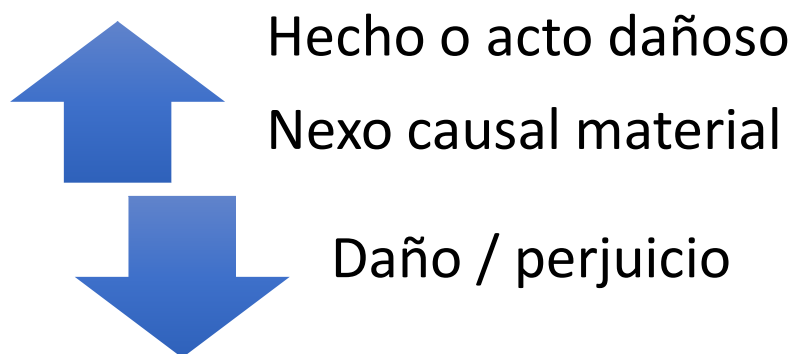 Hecho o acto dañoso
Nexo causal material
Daño / perjuicio